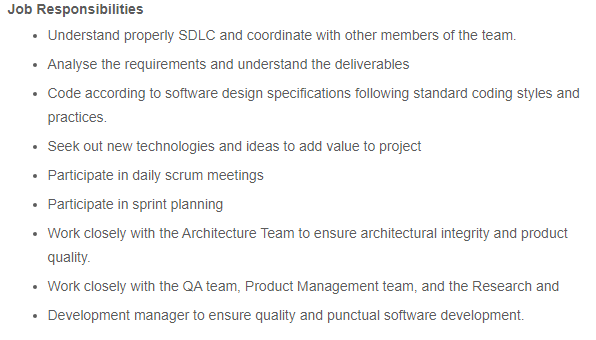 Job Responsibilities
• Understand properly SDLC and coordinate with other members of the team.
• Analyse the requirements and understand the deliverables
• Code according to software design specifications following standard coding styles and
practices.
• Seek out new technologies and ideas to add value to project
• Participate in daily scrum meetings
• Participate in sprint planning
• Work closely with the Architecture Team to ensure architectural integrity and product
quality.
• Work closely with the QA team, Product Management team, and the Research and
• Development manager to ensure quality and punctual software development.